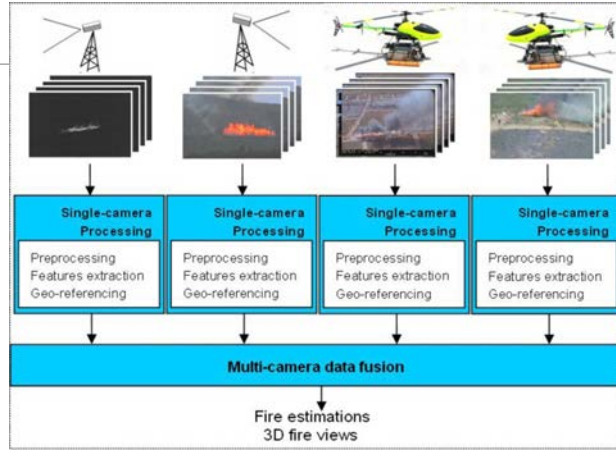 Single-camera
Processing
Preprocessing
Features extraction
Geo-referencing
Single-camera
Processing
Preprocessing
Features extraction
Geo-referencing
Single-camera
Processing
Preprocessing
Features extraction
Geo-referencing
Single-camera
Processing
Preprocessing
Features extraction
Geo-referencing
Multi-camera data fusion
Fire estimations
3D fire views